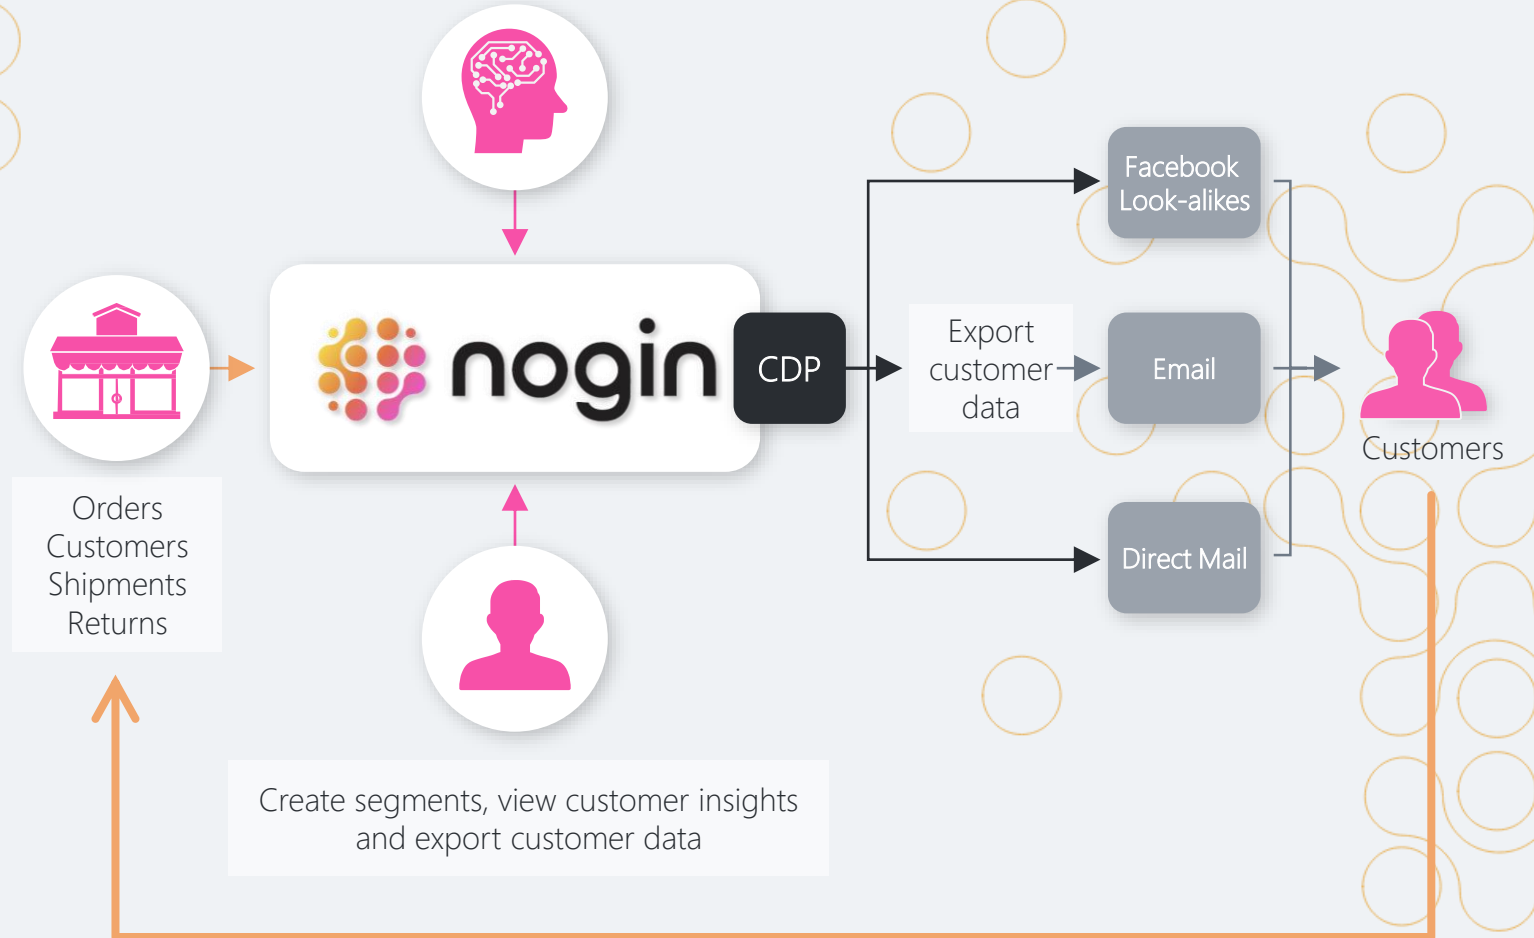 nogin
CDP
Facebook
Look-alikes
Export
customer
data
Email
Customers
Direct Mail
Orders
Customers
Shipments
Returns
Create segments, view customer insights
and export customer data